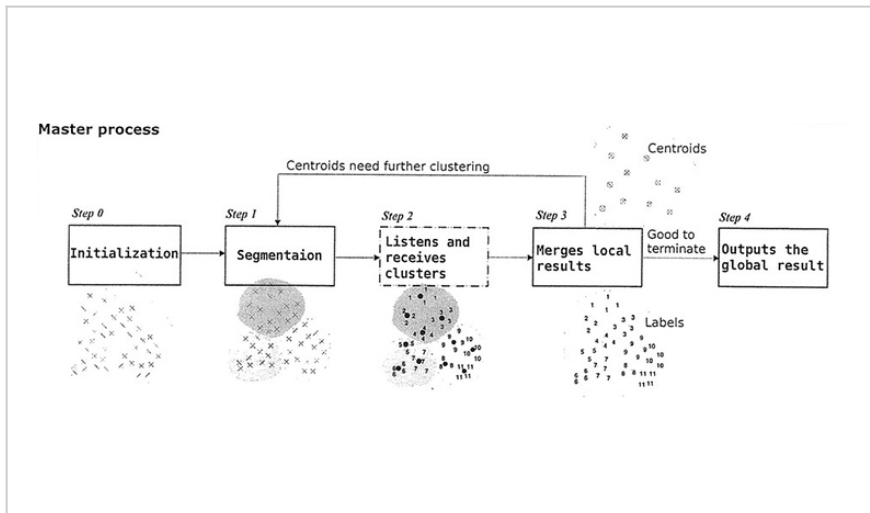 Master process
Centroids need further clustering
Centroids
Step 0
Step 1
Step 2
Step 3
Step 4
Initialization
Segmentaion
Listens and
receives
clusters
Merges local
results
Good to
terminate
Outputs the
global result
Labels